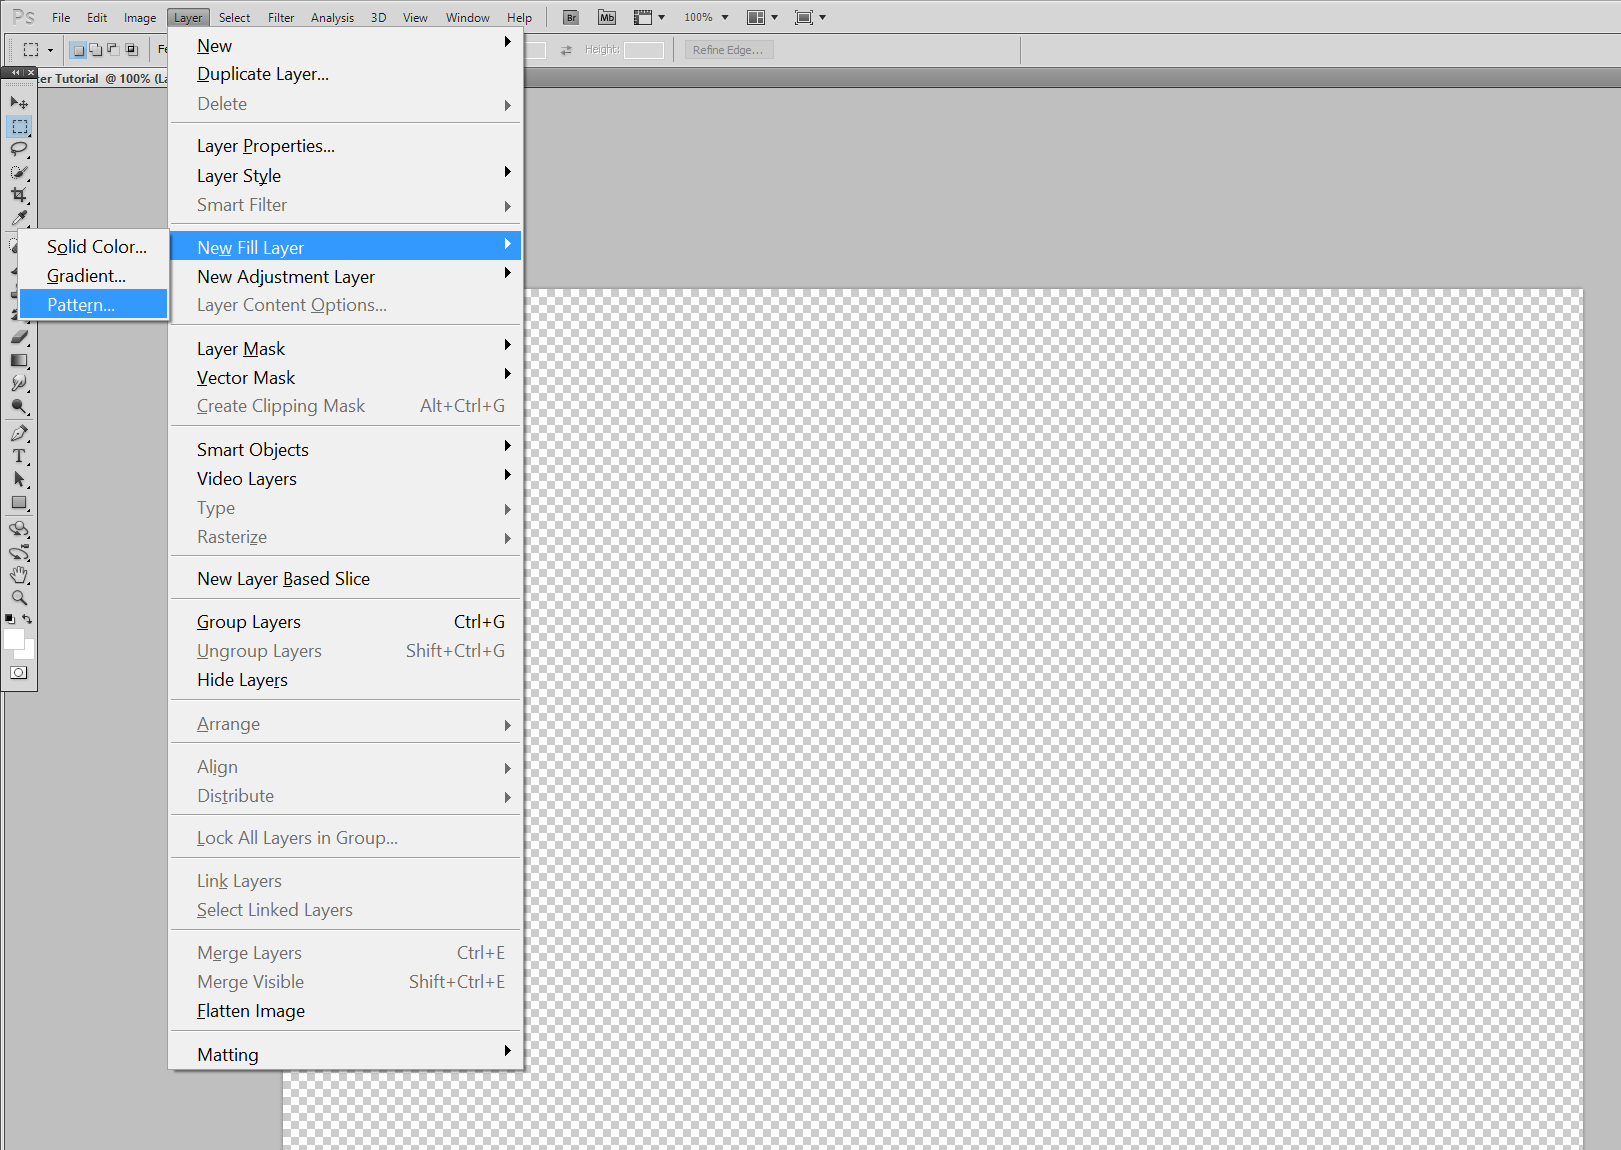 Ps File Edit Image Layer Select Filter Analysis 3D View Window Help Br Mb 100%
Height: Refine Edge...
er Tutorial @ 100% (La
New
Duplicate Layer...
Delete
Layer Properties...
Layer Style
Smart Filter
New Fill Layer
Solid Color...
Gradient...
Pattern...
New Adjustment Layer
Layer Content Options...
Layer Mask
Vector Mask
Create Clipping Mask Alt+Ctrl+G
Smart Objects
Video Layers
Type
Rasterize
New Layer Based Slice
Group Layers Ctrl+G
Ungroup Layers Shift+Ctrl+G
Hide Layers
Arrange
Align
Distribute
Lock All Layers in Group...
Link Layers
Select Linked Layers
Merge Layers Ctrl+E
Merge Visible Shift+Ctrl+E
Flatten Image
Matting